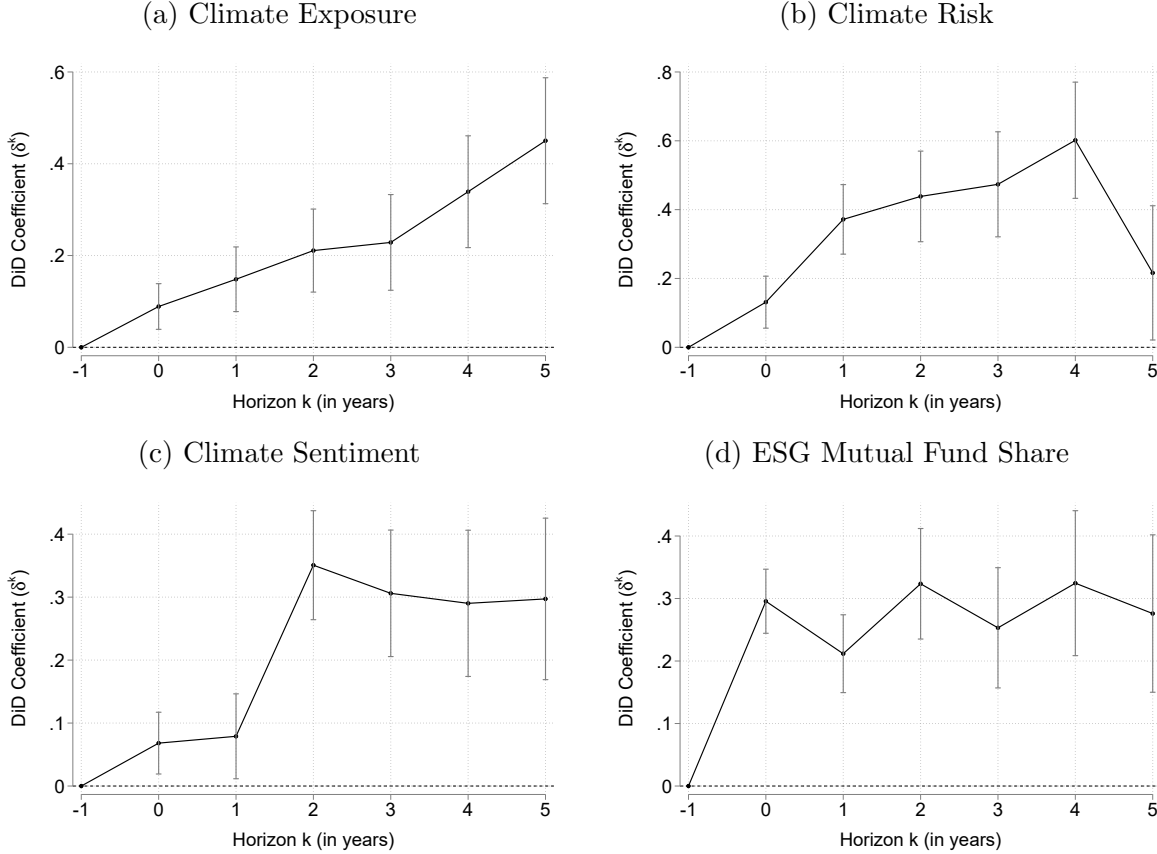 (a) Climate Exposure
DiD Coefficient (δᵏ)
.6
.4
.2
0
-1 0 1 2 3 4 5
Horizon k (in years)
(b) Climate Risk
DiD Coefficient (δᵏ)
.8
.6
.4
.2
0
-1 0 1 2 3 4 5
Horizon k (in years)
(c) Climate Sentiment
DiD Coefficient (δᵏ)
.4
.3
.2
.1
0
-1 0 1 2 3 4 5
Horizon k (in years)
(d) ESG Mutual Fund Share
DiD Coefficient (δᵏ)
.4
.3
.2
.1
0
-1 0 1 2 3 4 5
Horizon k (in years)